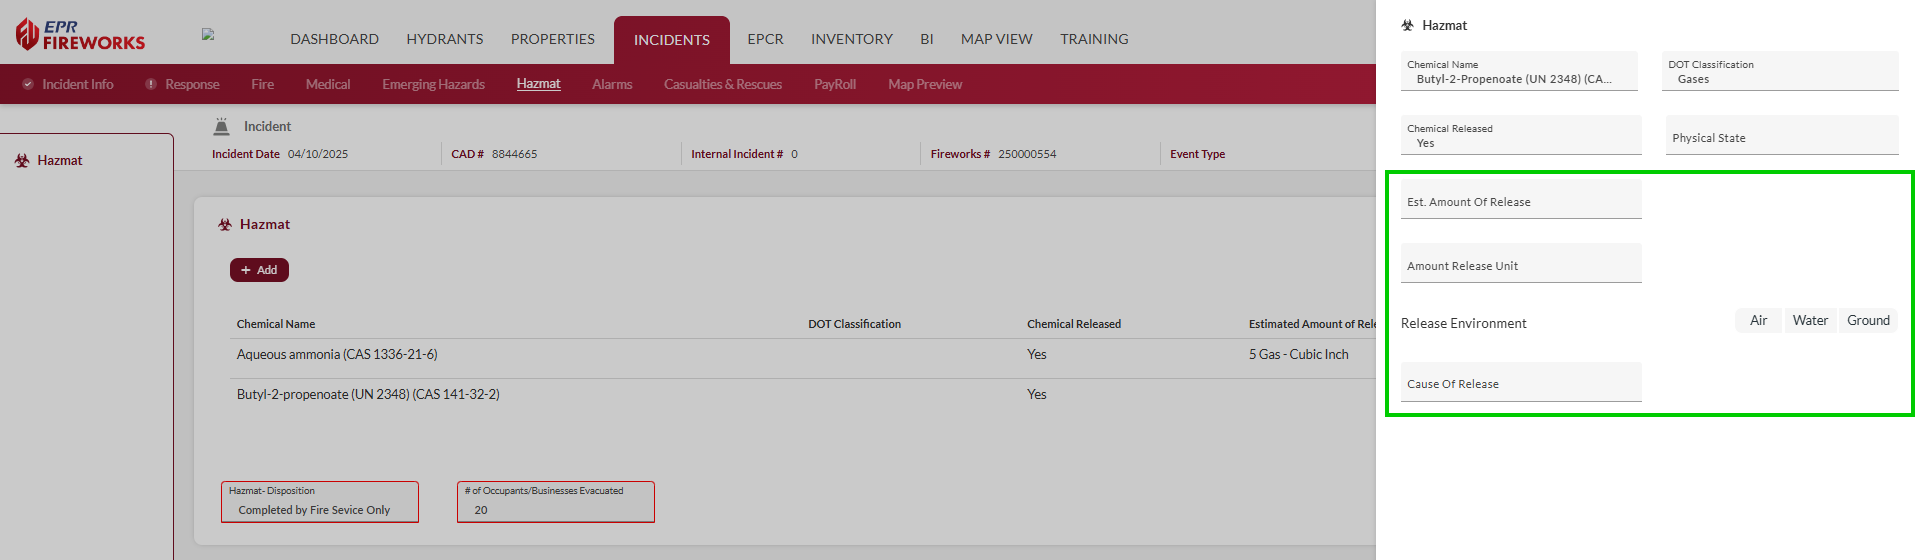 EPR
FIREWORKS
DASHBOARD HYDRANTS PROPERTIES INCIDENTS EPCR INVENTORY BI MAP VIEW TRAINING
Incident Info Response Fire Medical Emerging Hazards Hazmat Alarms Casualties & Rescues PayRoll Map Preview
Hazmat
Incident
Incident Date 04/10/2025 CAD # 8844665 Internal Incident # 0 Fireworks # 250000554 Event Type
Hazmat
+ Add
Chemical Name DOT Classification Chemical Released Estimated Amount of Rele
Aqueous ammonia (CAS 1336-21-6) Yes 5 Gas - Cubic Inch
Butyl-2-propenoate (UN 2348) (CAS 141-32-2) Yes
Hazmat- Disposition
Completed by Fire Sevice Only
# of Occupants/Businesses Evacuated
20
Hazmat
Chemical Name
Butyl-2-Propenoate (UN 2348) (CA...
DOT Classification
Gases
Chemical Released
Yes
Physical State
Est. Amount Of Release
Amount Release Unit
Release Environment Air Water Ground
Cause Of Release